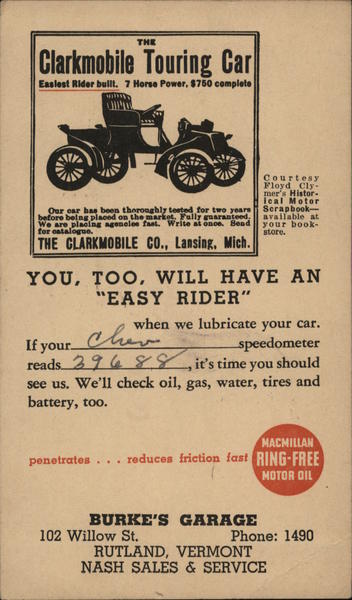 THE
Clarkmobile Touring Car
Easiest Rider built. 7 Horse Power, $750 complete
Our car has been thoroughly tested for two years
before being placed on the market. Fully guaranteed.
We are placing agencies fast. Write at once. Send
for catalogue.
THE CLARKMOBILE CO., Lansing, Mich.
Courtesy
Floyd Cly-
mer's Histor-
ical Motor
Scrapbook—
available at
your book-
store.
YOU, TOO, WILL HAVE AN
"EASY RIDER"
when we lubricate your car.
If your Chev speedometer
reads 39688, it's time you should
see us. We'll check oil, gas, water, tires and
battery, too.
penetrates . . . reduces friction fast
MACMILLAN
RING-FREE
MOTOR OIL
BURKE'S GARAGE
102 Willow St. Phone: 1490
RUTLAND, VERMONT
NASH SALES & SERVICE